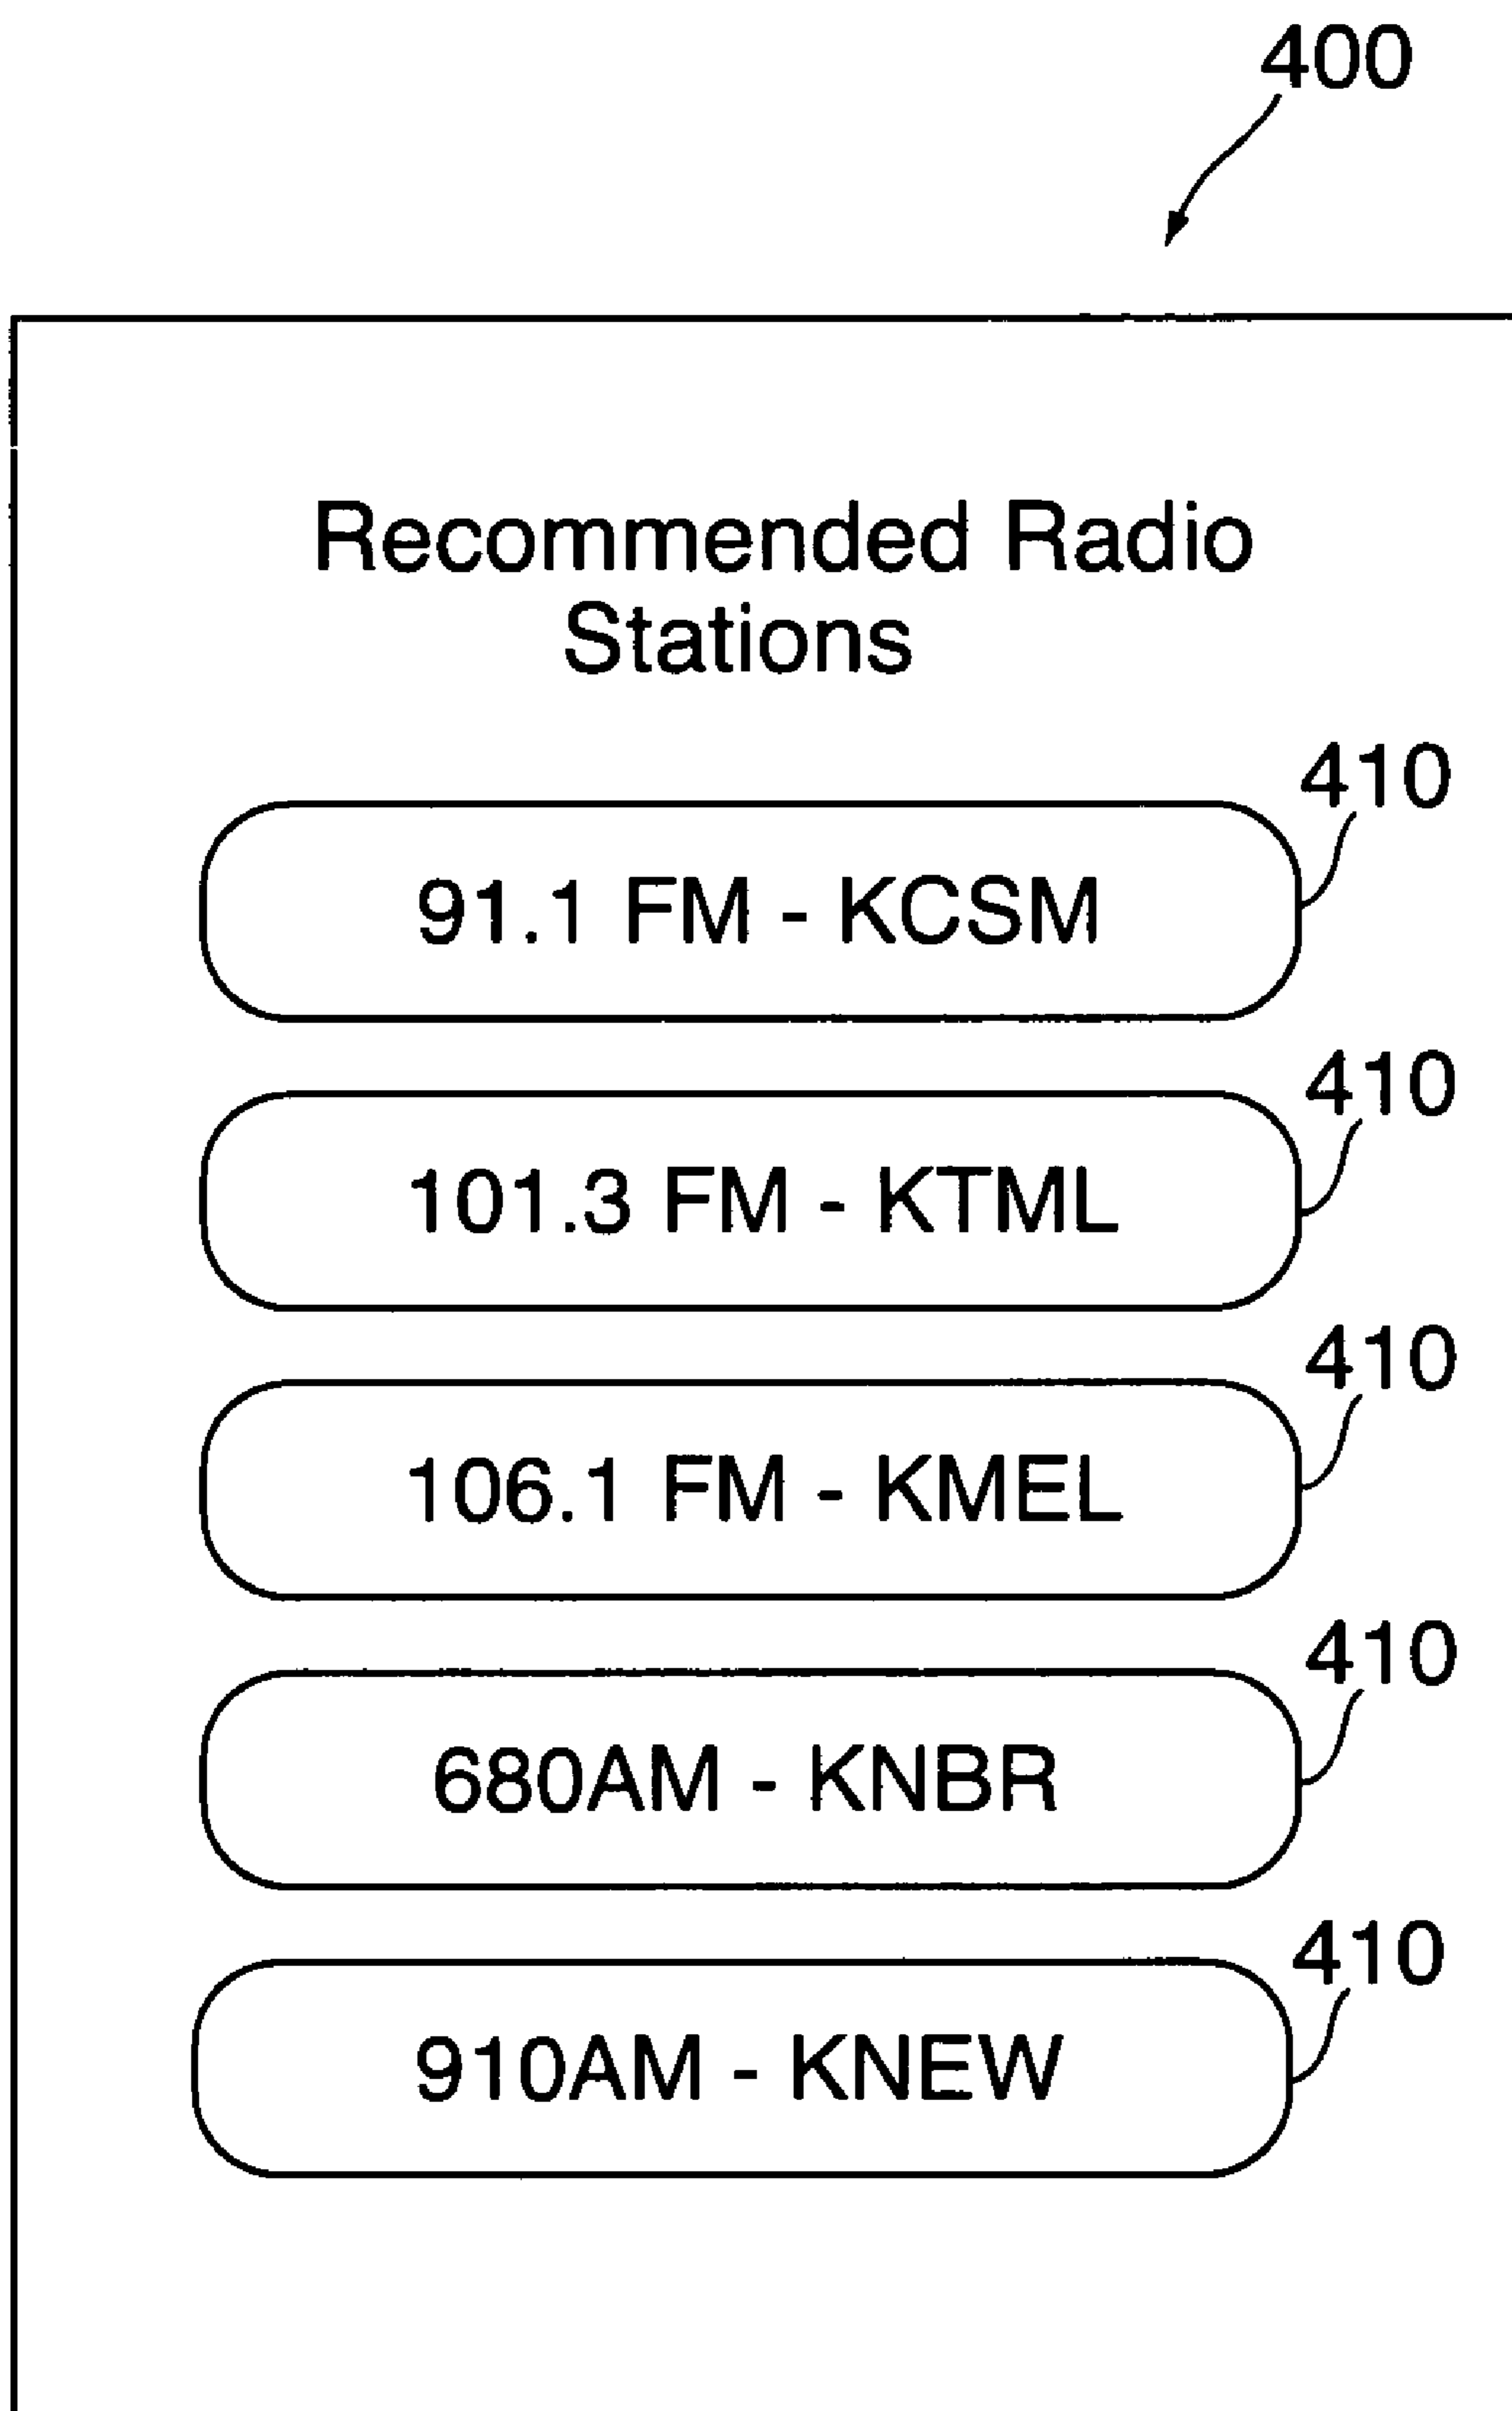 400
Recommended Radio
Stations
410
91.1 FM - KCSM
410
101.3 FM - KTML
410
106.1 FM - KMEL
410
680AM - KNBR
410
910AM - KNEW